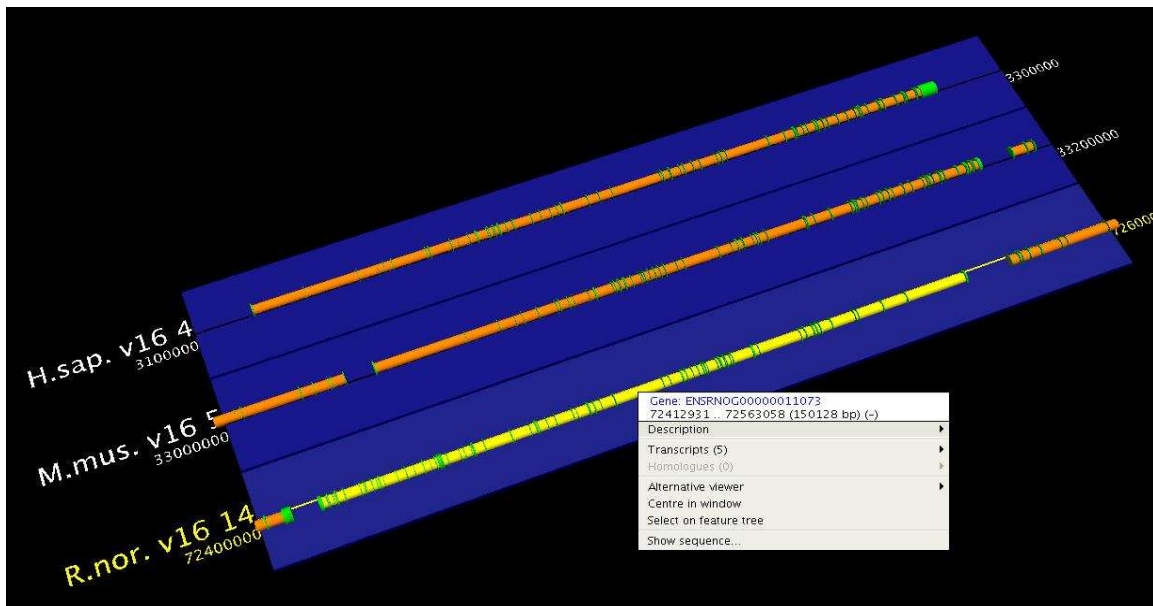 3300000
33200000
726000
H.sap. v16 4
3100000
M.mus. v16 5
33000000
R.nor. v16 14
72400000
Gene: ENSRNOG00000011073
72412931 .. 72563058 (150128 bp) (-)
Description
Transcripts (5)
Homologues (0)
Alternative viewer
Centre in window
Select on feature tree
Show sequence...